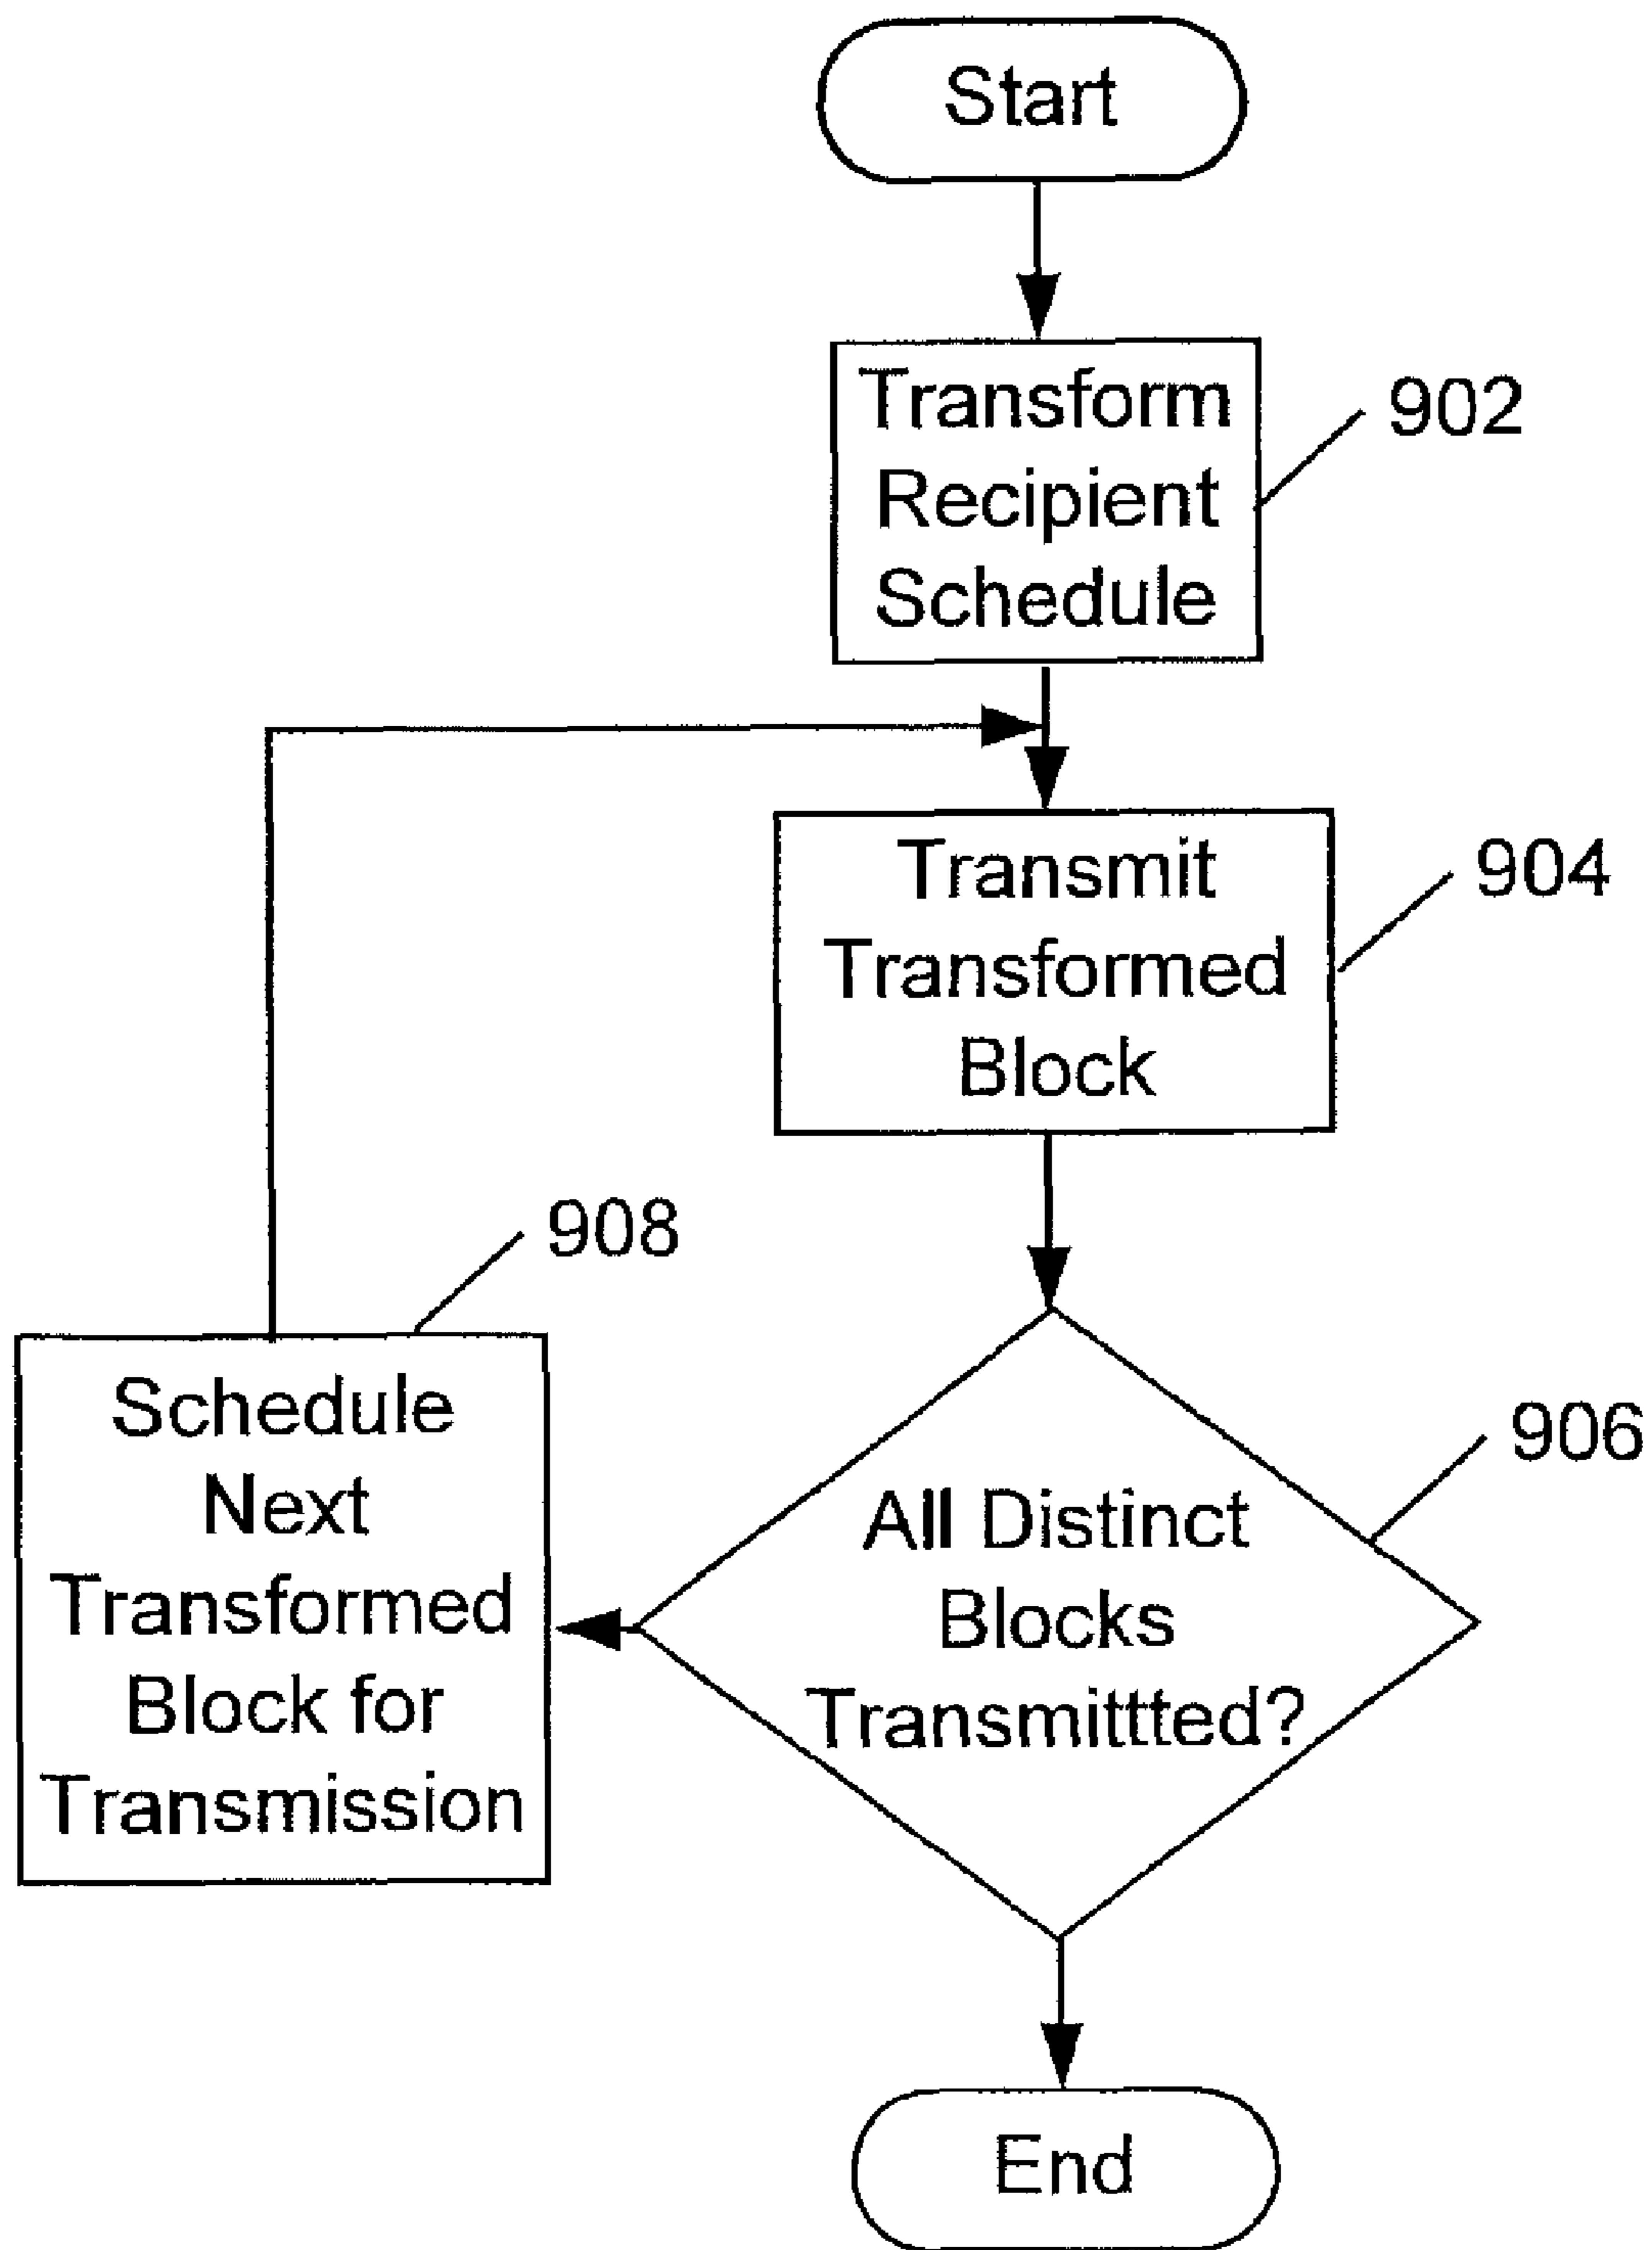 Start
Transform
Recipient
Schedule
902
Transmit
Transformed
Block
904
908
Schedule
Next
Transformed
Block for
Transmission
906
All Distinct
Blocks
Transmittted?
End